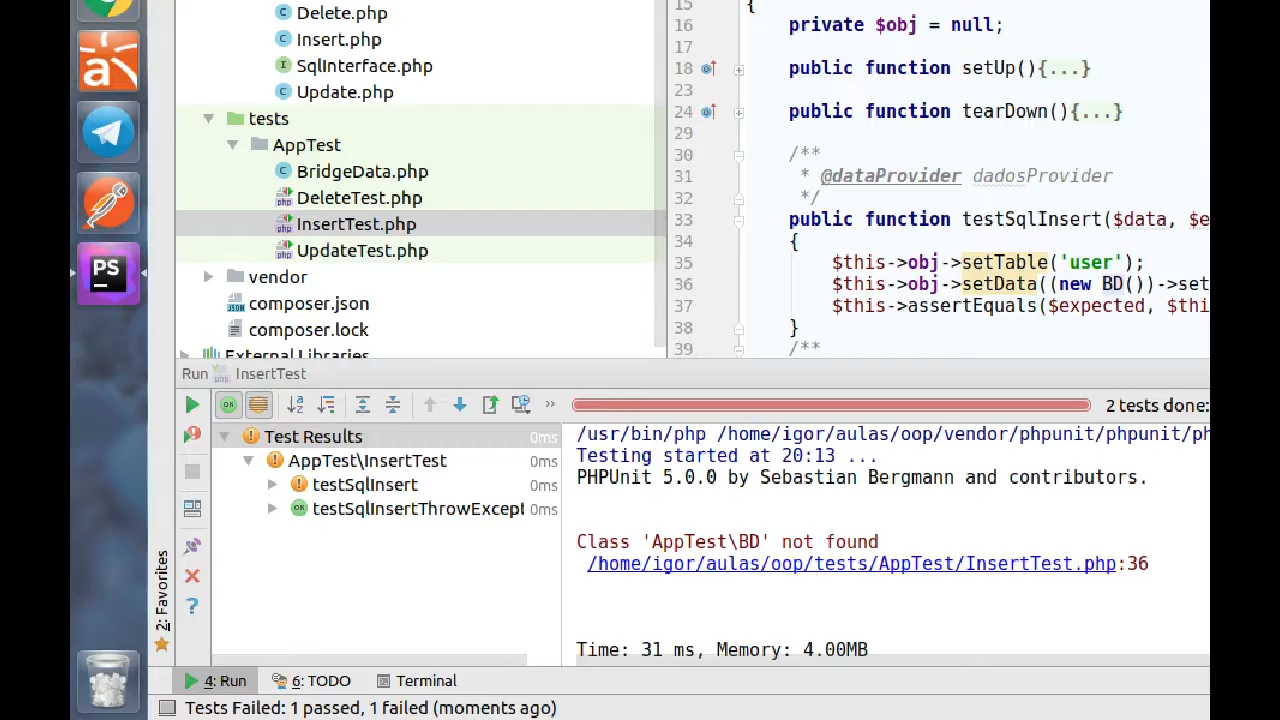 Delete.php
Insert.php
SqlInterface.php
Update.php
tests
AppTest
BridgeData.php
DeleteTest.php
InsertTest.php
UpdateTest.php
vendor
composer.json
composer.lock
External Libraries
15 {
16 private $obj = null;
17
18 public function setUp(){...}
23
24 public function tearDown(){...}
29
30 /**
31 * @dataProvider dadosProvider
32 */
33 public function testSqlInsert($data, $e
34 {
35 $this->obj->setTable('user');
36 $this->obj->setData((new BD())->set
37 $this->assertEquals($expected, $thi
38 }
39 /**
Run InsertTest
2 tests done:
Test Results 0ms
AppTest\InsertTest 0ms
testSqlInsert 0ms
testSqlInsertThrowExcept 0ms
/usr/bin/php /home/igor/aulas/oop/vendor/phpunit/phpunit/ph
Testing started at 20:13 ...
PHPUnit 5.0.0 by Sebastian Bergmann and contributors.
Class 'AppTest\BD' not found
/home/igor/aulas/oop/tests/AppTest/InsertTest.php:36
Time: 31 ms, Memory: 4.00MB
2: Favorites
4: Run 6: TODO Terminal
Tests Failed: 1 passed, 1 failed (moments ago)
PS